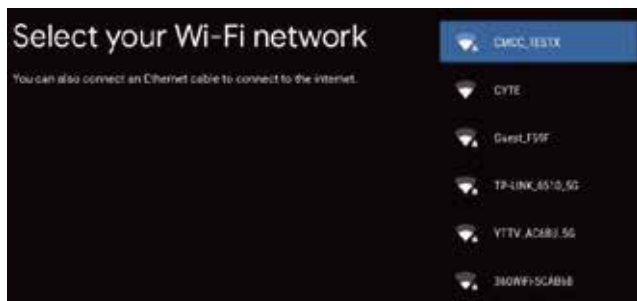 Select your Wi-Fi network
You can also connect an Ethernet cable to connect to the internet.
CMCC_TESTX
CYTE
Guest_F59F
TP-LINK_6510_5G
YTTV_AC68U_5G